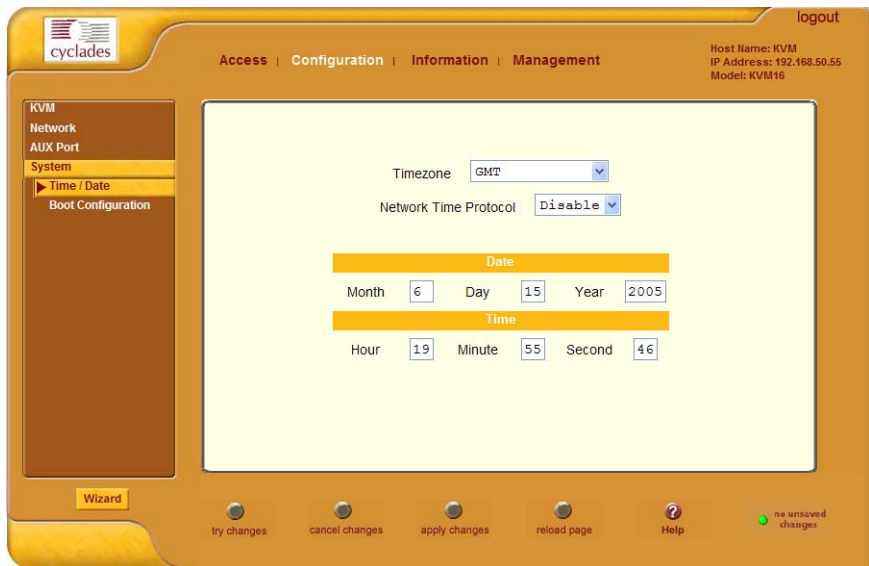 logout
cyclades
Access | Configuration | Information | Management
Host Name: KVM
IP Address: 192.168.50.55
Model: KVM16
KVM
Network
AUX Port
System
Time / Date
Boot Configuration
Timezone GMT
Network Time Protocol Disable
Date
Month 6 Day 15 Year 2005
Time
Hour 19 Minute 55 Second 46
Wizard
try changes
cancel changes
apply changes
reload page
?
Help
no unsaved
changes